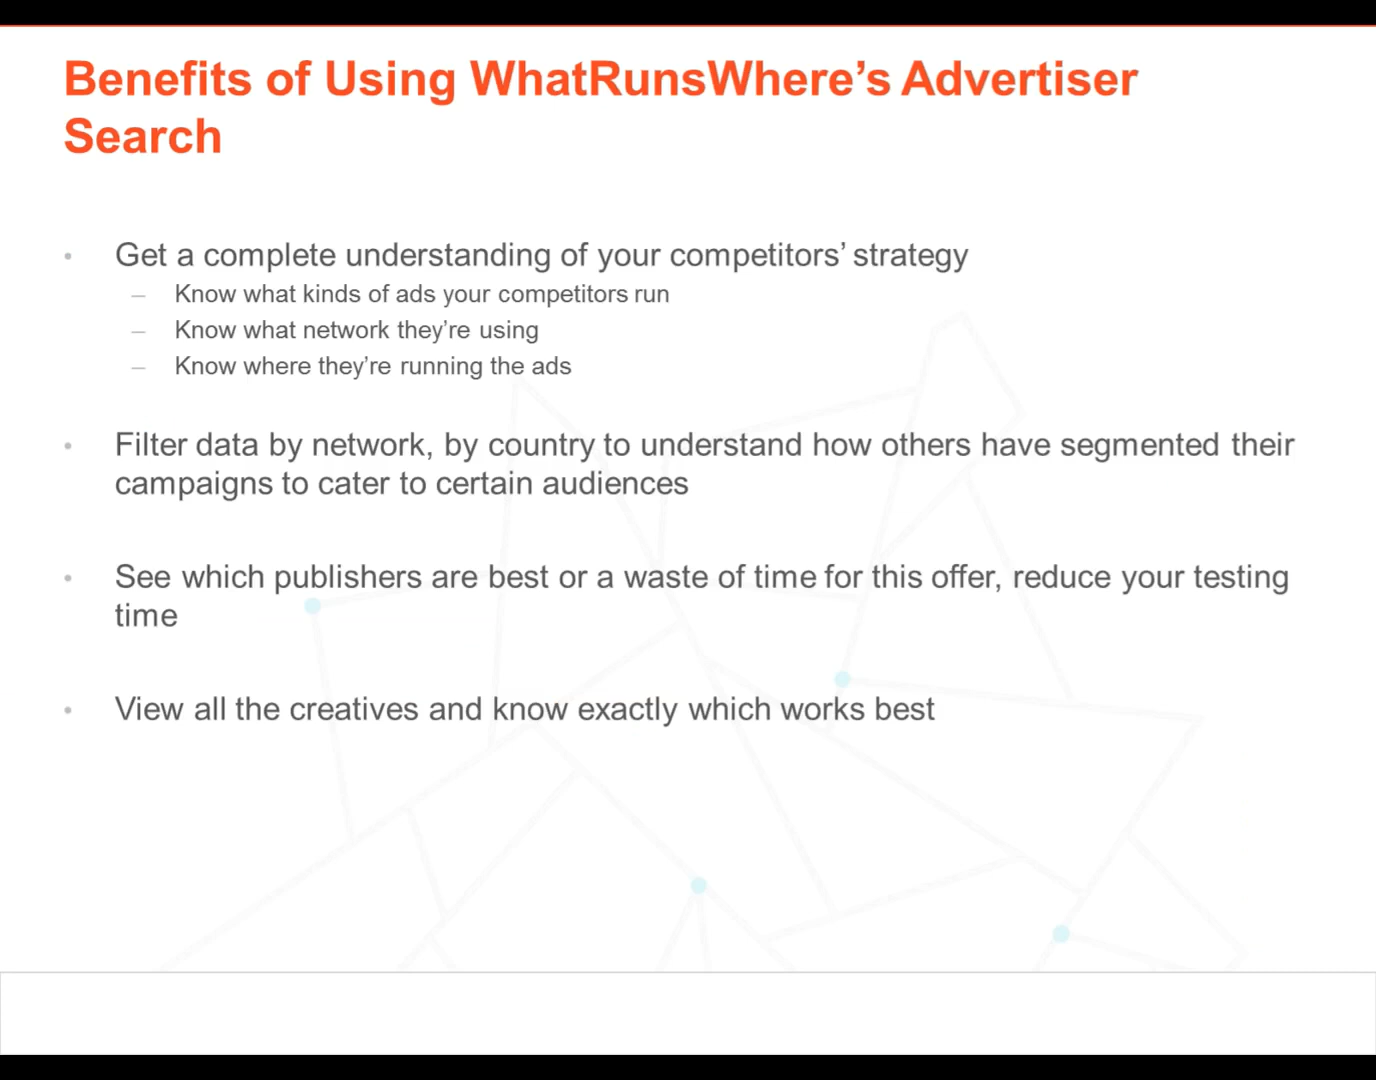 Benefits of Using WhatRunsWhere’s Advertiser
Search
• Get a complete understanding of your competitors’ strategy
– Know what kinds of ads your competitors run
– Know what network they’re using
– Know where they’re running the ads
• Filter data by network, by country to understand how others have segmented their
campaigns to cater to certain audiences
• See which publishers are best or a waste of time for this offer, reduce your testing
time
• View all the creatives and know exactly which works best